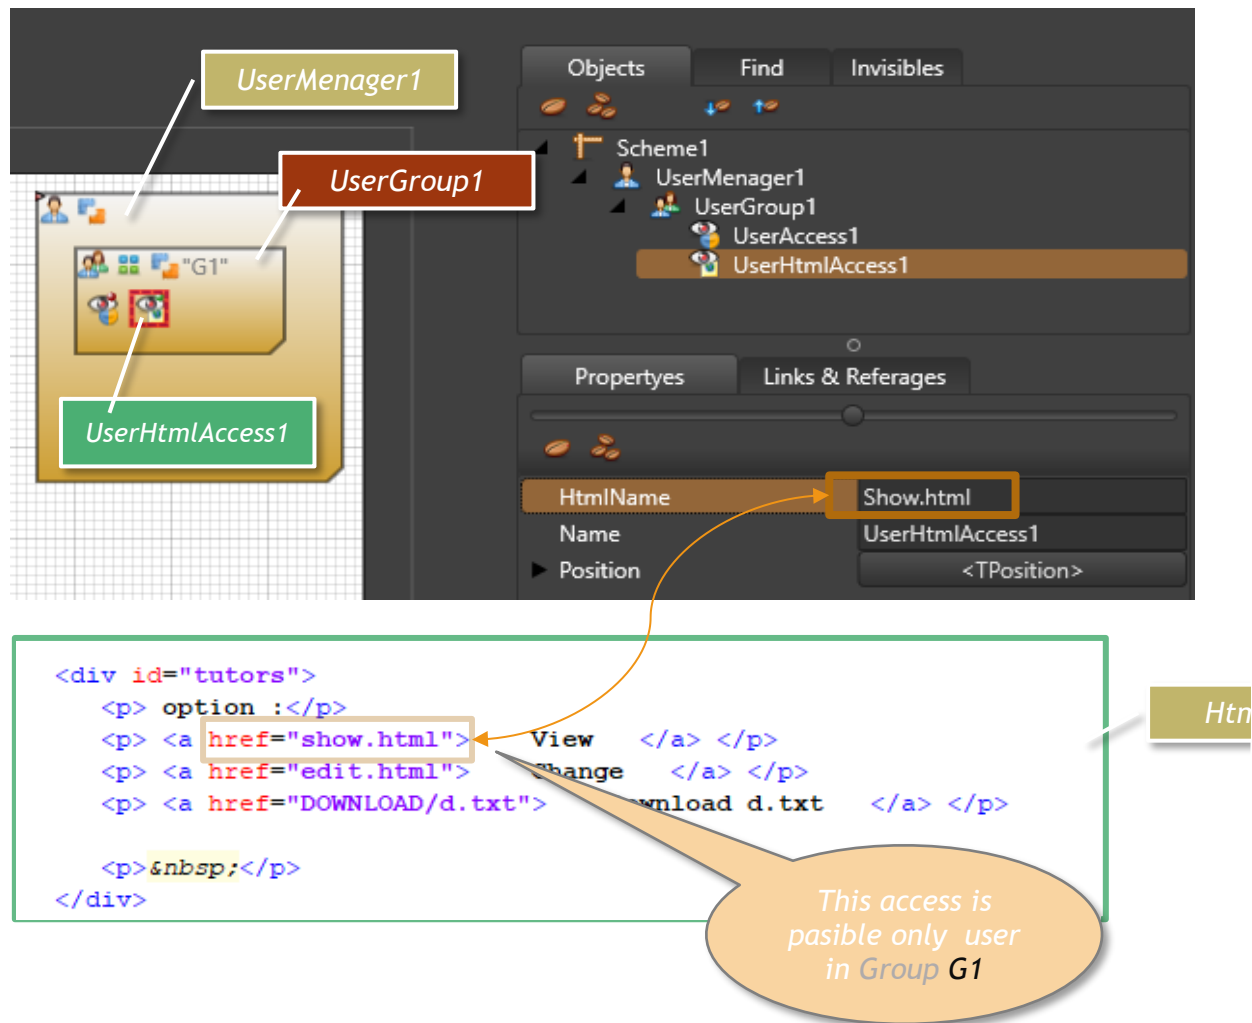 UserMenager1
UserGroup1
"G1"
UserHtmlAccess1
Objects Find Invisibles
Scheme1
UserMenager1
UserGroup1
UserAccess1
UserHtmlAccess1
Propertyes Links & Referages
HtmlName Show.html
Name UserHtmlAccess1
Position <TPosition>
<div id="tutors">
<p> option :</p>
<p> <a href="show.html"> View </a> </p>
<p> <a href="edit.html"> Change </a> </p>
<p> <a href="DOWNLOAD/d.txt"> wnload d.txt </a> </p>
<p>&nbsp;</p>
</div>
This access is
pasible only user
in Group G1